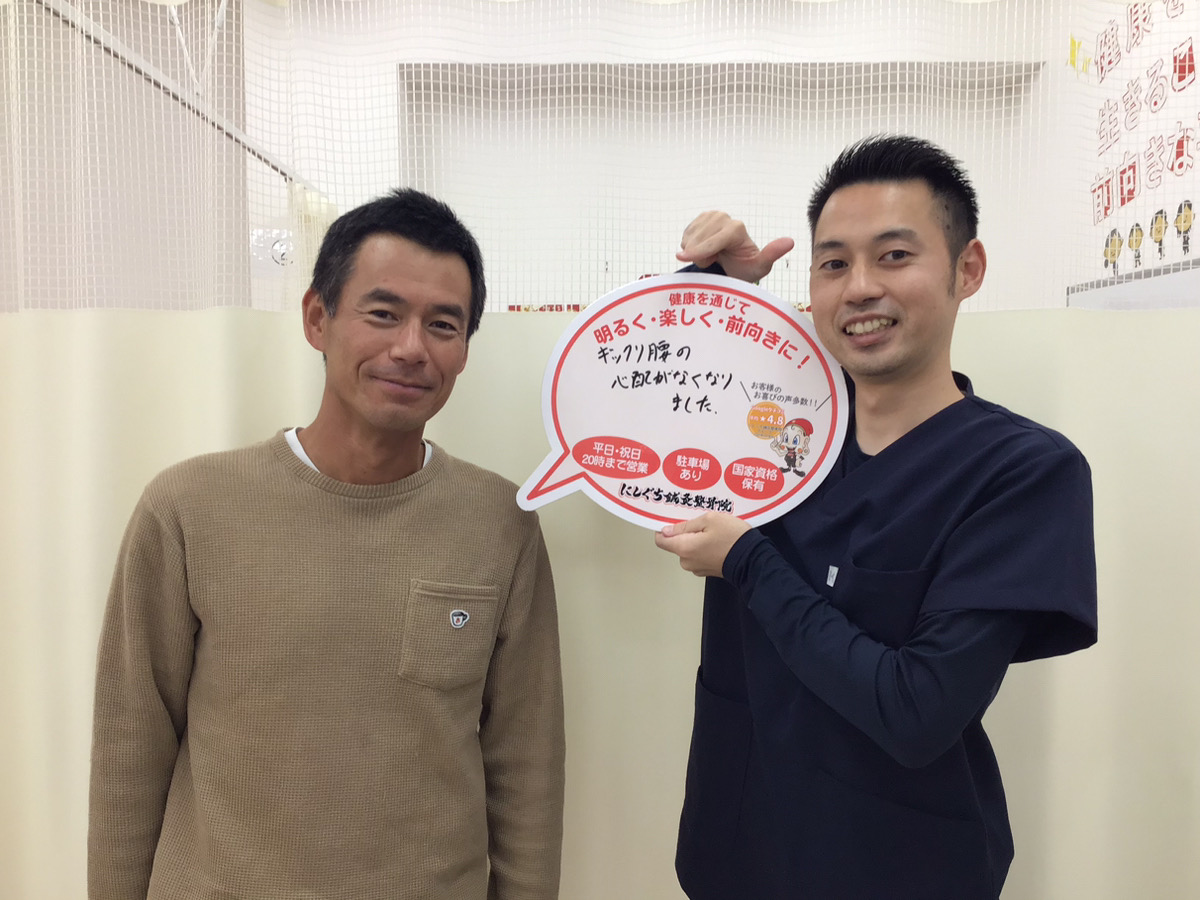 健康を通じて
明るく・楽しく・前向きに！
ギックリ腰の
心配がなくなり
ました.
お客様の
お喜びの声多数！！
★4.8
平日・祝日
20時まで営業
駐車場
あり
国家資格
保有
にしぐち鍼灸整骨院
健康を
生きる
前向きな